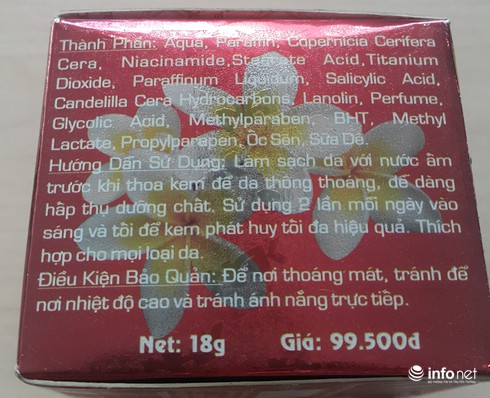 Thành Phần: Aqua, Paraffin, Copernicia Cerifera
Cera, Niacinamide, Stearate Acid, Titanium
Dioxide, Paraffinum Liquidum, Salicylic Acid,
Candelilla Cera Hydrocarbons, Lanolin, Perfume,
Glycolic Acid, Methylparaben, BHT, Methyl
Lactate, Propylparaben, Ốc Sên, Sữa Dê.
Hướng Dẫn Sử Dụng: Làm sạch da với nước ấm
trước khi thoa kem để da thông thoáng, dễ dàng
hấp thụ dưỡng chất. Sử dụng 2 lần mỗi ngày vào
sáng và tối để kem phát huy tối đa hiệu quả. Thích
hợp cho mọi loại da.
Điều Kiện Bảo Quản: Để nơi thoáng mát, tránh để
nơi nhiệt độ cao và tránh ánh nắng trực tiếp.
Net: 18g Giá: 99.500đ
infonet